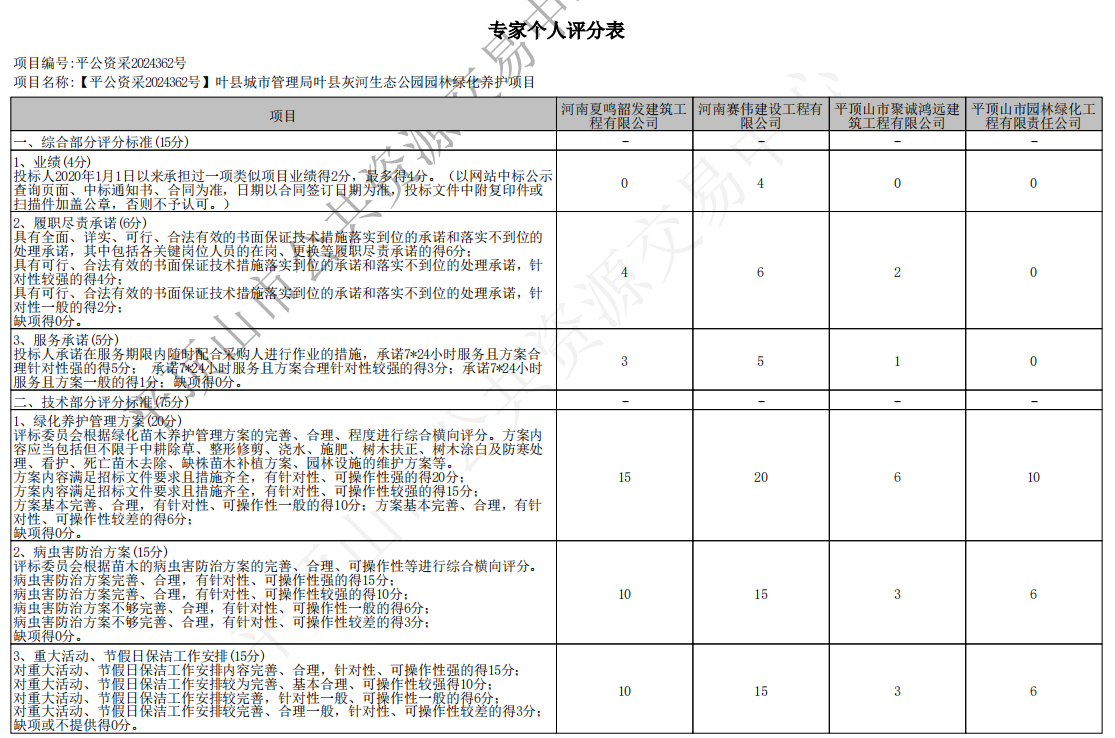 专家个人评分表
项目编号:平公资采2024362号
项目名称:【平公资采2024362号】叶县城市管理局叶县灰河生态公园园林绿化养护项目
项目
河南夏鸣韶发建筑工
程有限公司
河南赛伟建设工程有
限公司
平顶山市聚诚鸿远建
筑工程有限公司
平顶山市园林绿化工
程有限责任公司
一、综合部分评分标准(15分)
-
-
-
-
1、业绩(4分)
投标人2020年1月1日以来承担过一项类似项目业绩得2分，最多得4分。（以网站中标公示
查询页面、中标通知书、合同为准，日期以合同签订日期为准，投标文件中附复印件或
扫描件加盖公章，否则不予认可。）
0
4
0
0
2、履职尽责承诺(6分)
具有全面、详实、可行、合法有效的书面保证技术措施落实到位的承诺和落实不到位的
处理承诺，其中包括各关键岗位人员的在岗、更换等履职尽责承诺的得6分；
具有可行、合法有效的书面保证技术措施落实到位的承诺和落实不到位的处理承诺，针
对性较强的得4分；
具有可行、合法有效的书面保证技术措施落实到位的承诺和落实不到位的处理承诺，针
对性一般的得2分；
缺项得0分。
4
6
2
0
3、服务承诺(5分)
投标人承诺在服务期限内随时配合采购人进行作业的措施，承诺7*24小时服务且方案合
理针对性强的得5分； 承诺7*24小时服务且方案合理针对性较强的得3分；承诺7*24小时
服务且方案一般的得1分；缺项得0分。
3
5
1
0
二、技术部分评分标准(75分)
-
-
-
-
1、绿化养护管理方案(20分)
评标委员会根据绿化苗木养护管理方案的完善、合理、程度进行综合横向评分。方案内
容应当包括但不限于中耕除草、整形修剪、浇水、施肥、树木扶正、树木涂白及防寒处
理、看护、死亡苗木去除、缺株苗木补植方案、园林设施的维护方案等。
方案内容满足招标文件要求且措施齐全，有针对性、可操作性强的得20分；
方案内容满足招标文件要求且措施齐全，有针对性、可操作性较强的得15分；
方案基本完善、合理，有针对性、可操作性一般的得10分；方案基本完善、合理，有针
对性、可操作性较差的得6分；
缺项得0分。
15
20
6
10
2、病虫害防治方案(15分)
评标委员会根据苗木的病虫害防治方案的完善、合理、可操作性等进行综合横向评分。
病虫害防治方案完善、合理，有针对性、可操作性强的得15分；
病虫害防治方案完善、合理，有针对性、可操作性较强的得10分；
病虫害防治方案不够完善、合理，有针对性、可操作性一般的得6分；
病虫害防治方案不够完善、合理，有针对性、可操作性较差的得3分；
缺项得0分。
10
15
3
6
3、重大活动、节假日保洁工作安排(15分)
对重大活动、节假日保洁工作安排内容完善、合理，针对性、可操作性强的得15分；
对重大活动、节假日保洁工作安排较为完善、基本合理、可操作性较强得10分；
对重大活动、节假日保洁工作安排较完善，针对性一般、可操作性一般的得6分；
对重大活动、节假日保洁工作安排较完善、合理一般，针对性、可操作性较差的得3分；
缺项或不提供得0分。
10
15
3
6
平顶山市公共资源交易中
平顶山市公共资源交易中心